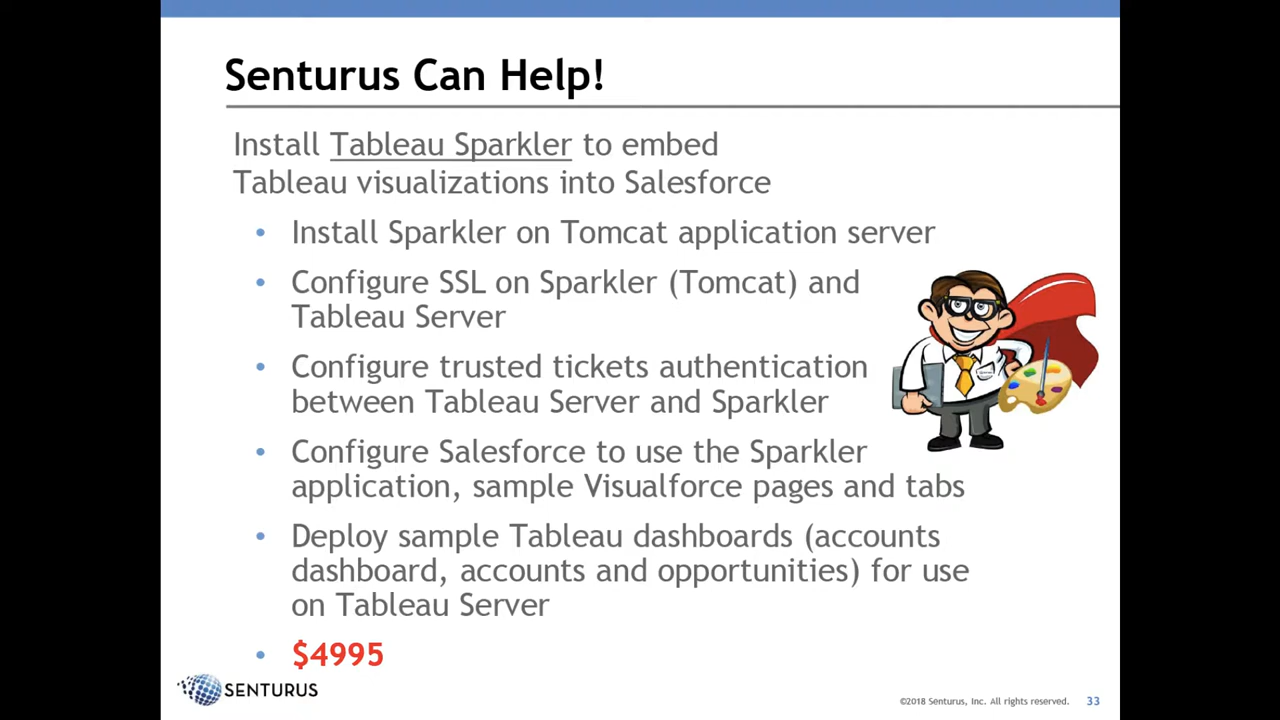 Senturus Can Help!
Install Tableau Sparkler to embed
Tableau visualizations into Salesforce
• Install Sparkler on Tomcat application server
• Configure SSL on Sparkler (Tomcat) and
Tableau Server
• Configure trusted tickets authentication
between Tableau Server and Sparkler
• Configure Salesforce to use the Sparkler
application, sample Visualforce pages and tabs
• Deploy sample Tableau dashboards (accounts
dashboard, accounts and opportunities) for use
on Tableau Server
• $4995
SENTURUS
©2018 Senturus, Inc. All rights reserved. 33